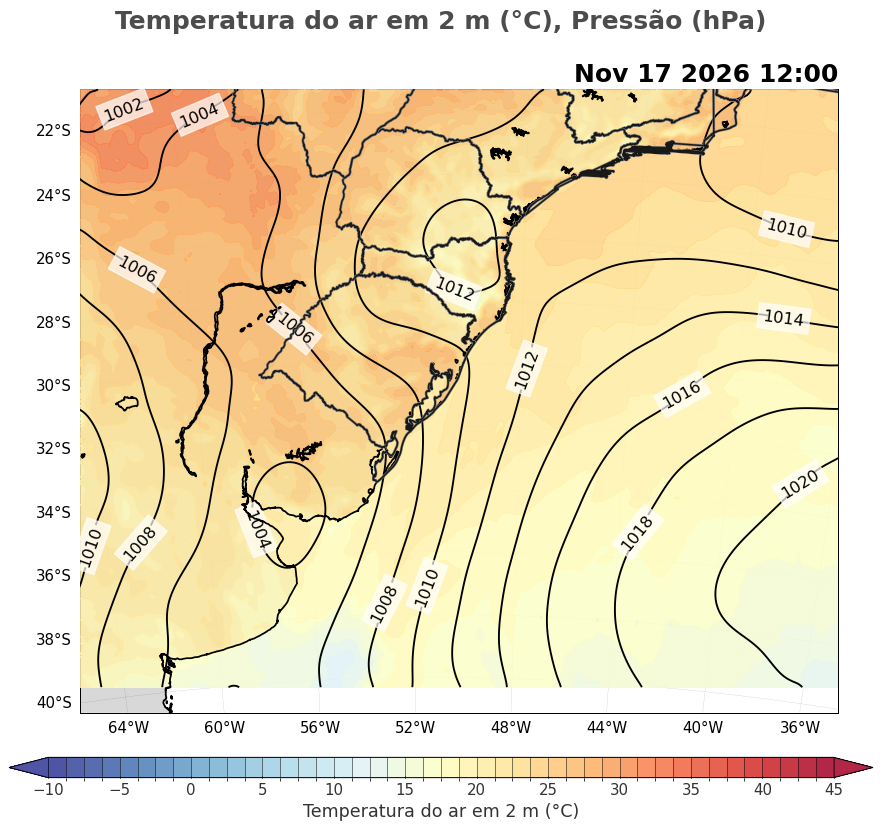 Temperatura do ar em 2 m (°C), Pressão (hPa)
Nov 17 2026 12:00
1002
1004
22°S
24°S
1010
26°S
1006
1012
28°S
1014
1006
30°S
1012
1016
32°S
1020
34°S
1004
1018
1010
1008
36°S
1010
1008
38°S
40°S
64°W 60°W 56°W 52°W 48°W 44°W 40°W 36°W
−10 −5 0 5 10 15 20 25 30 35 40 45
Temperatura do ar em 2 m (°C)